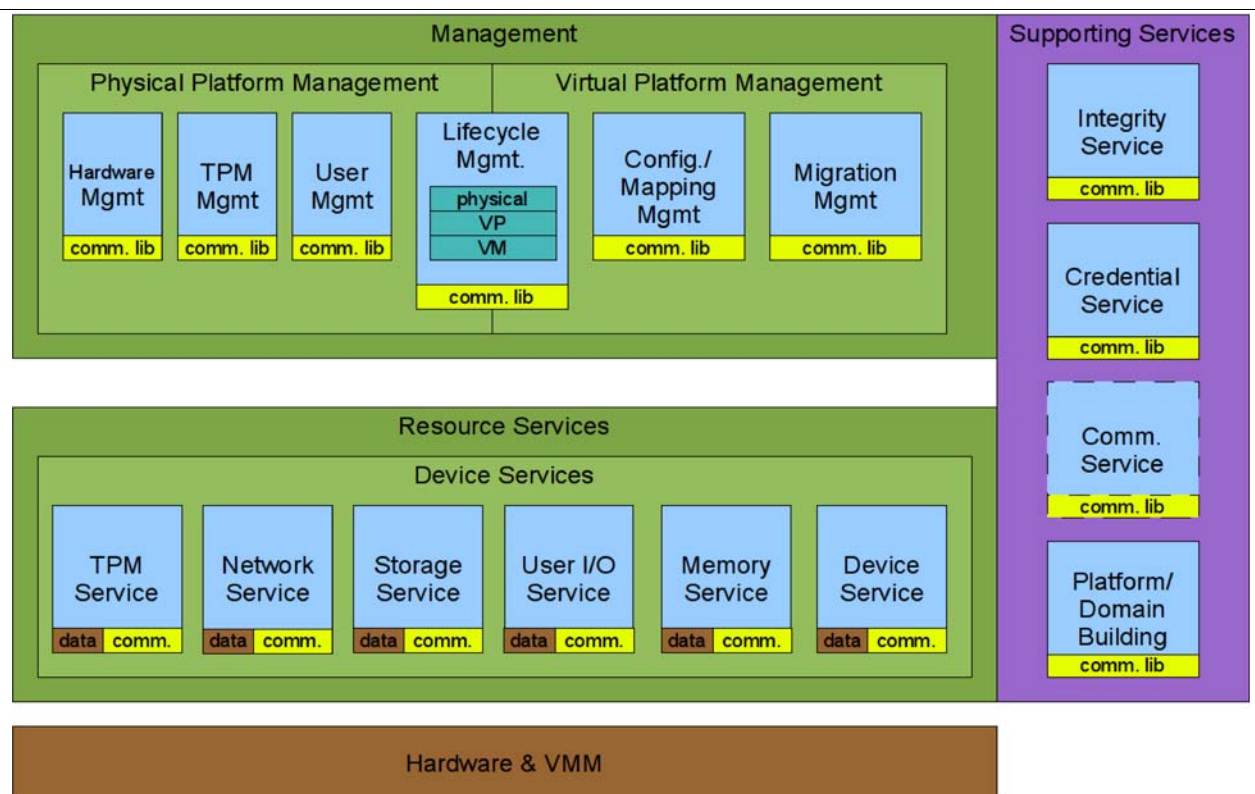 Management
Physical Platform Management
Virtual Platform Management
Hardware
Mgmt
comm. lib
TPM
Mgmt
comm. lib
User
Mgmt
comm. lib
Lifecycle
Mgmt.
physical
VP
VM
comm. lib
Config./
Mapping
Mgmt
comm. lib
Migration
Mgmt
comm. lib
Resource Services
Device Services
TPM
Service
data comm.
Network
Service
data comm.
Storage
Service
data comm.
User I/O
Service
data comm.
Memory
Service
data comm.
Device
Service
data comm.
Supporting Services
Integrity
Service
comm. lib
Credential
Service
comm. lib
Comm.
Service
comm. lib
Platform/
Domain
Building
comm. lib
Hardware & VMM